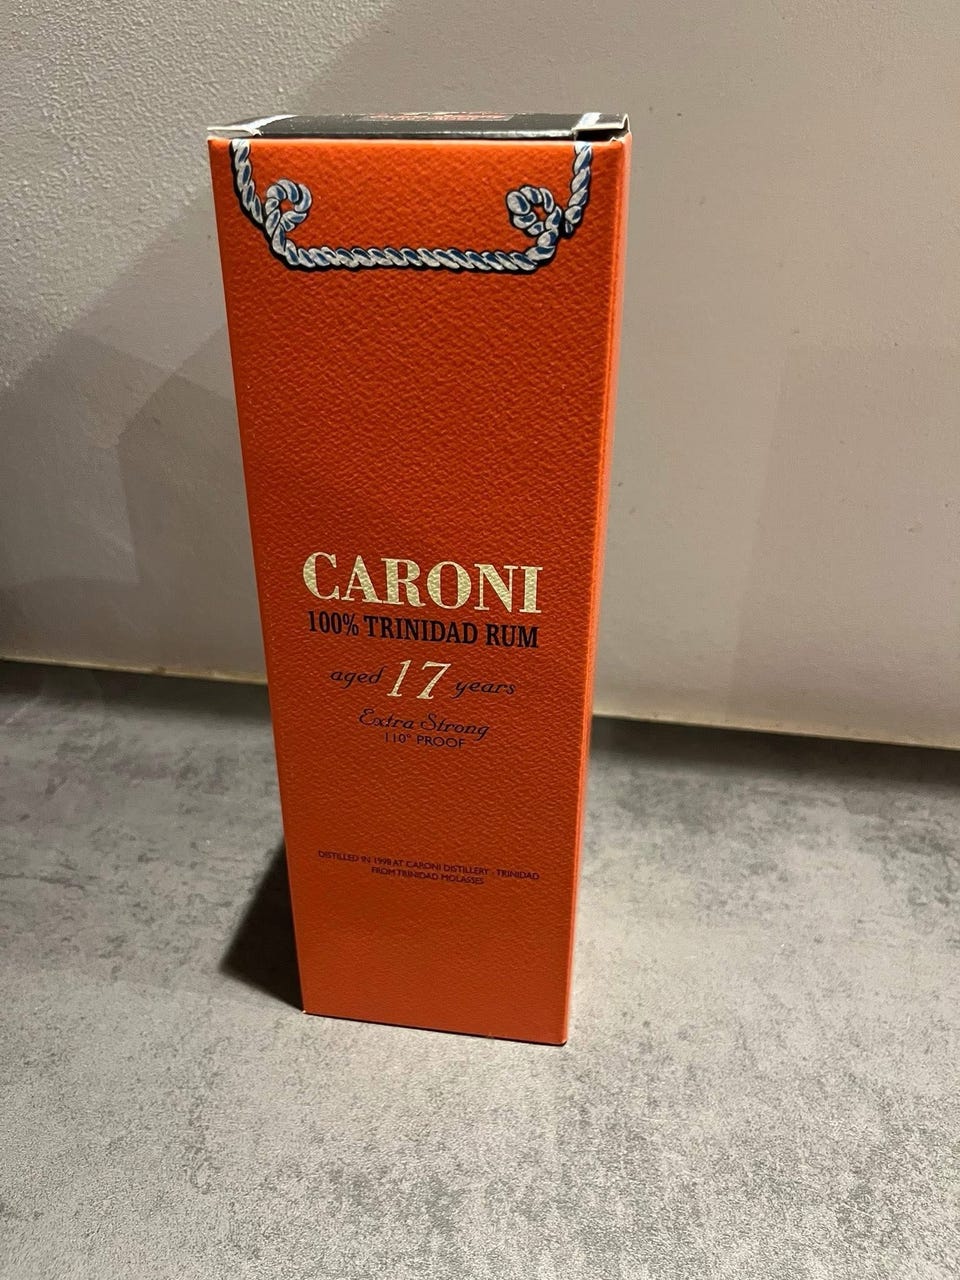 CARONI
100% TRINIDAD RUM
aged 17 years
Extra Strong
110° PROOF
DISTILLED IN 1998 AT CARONI DISTILLERY - TRINIDAD
FROM TRINIDAD MOLASSES